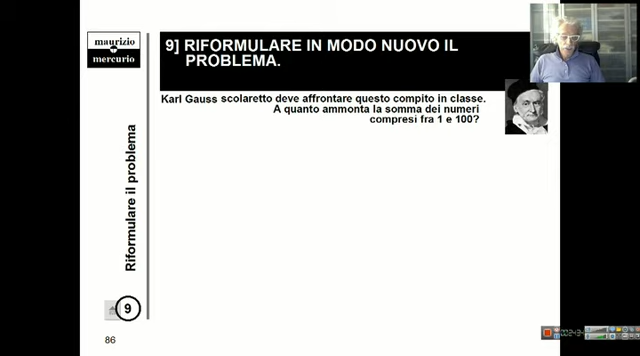 maurizio
mercurio
9] RIFORMULARE IN MODO NUOVO IL
PROBLEMA.
Karl Gauss scolaretto deve affrontare questo compito in classe.
A quanto ammonta la somma dei numeri
compresi fra 1 e 100?
Riformulare il problema
9
86